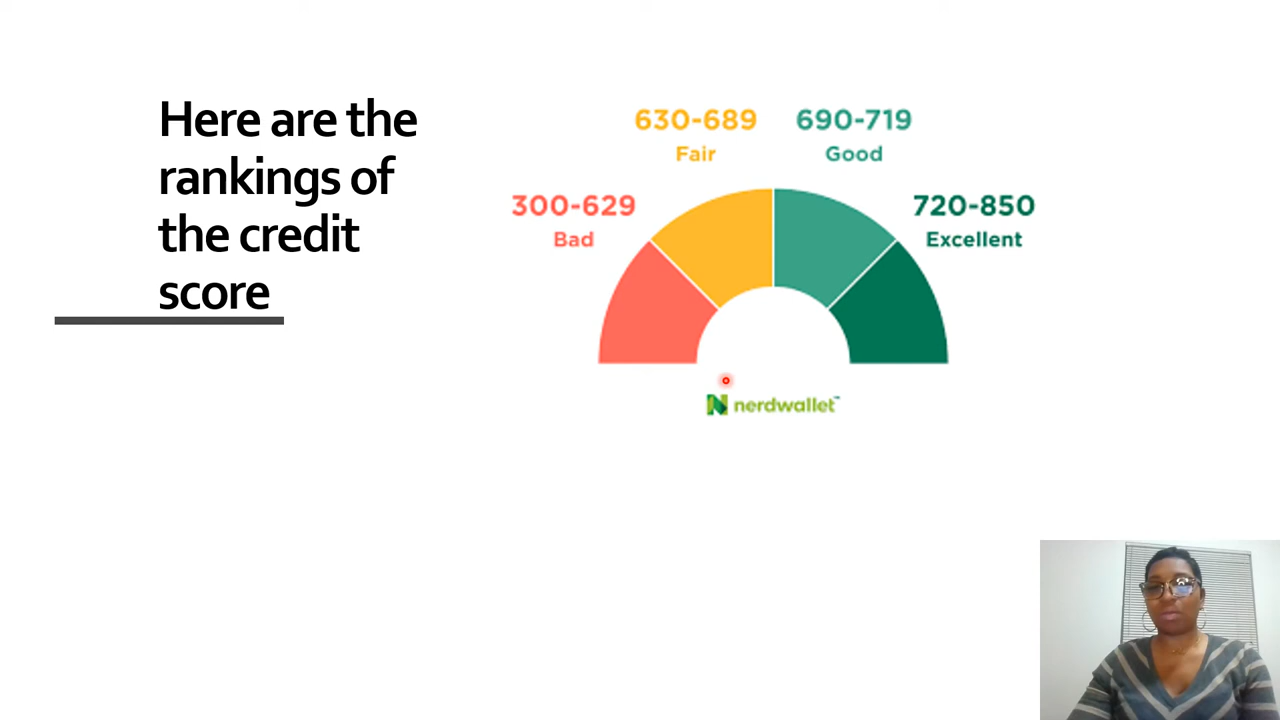 Here are the
rankings of
the credit
score
630-689
Fair
690-719
Good
300-629
Bad
720-850
Excellent
nerdwallet™